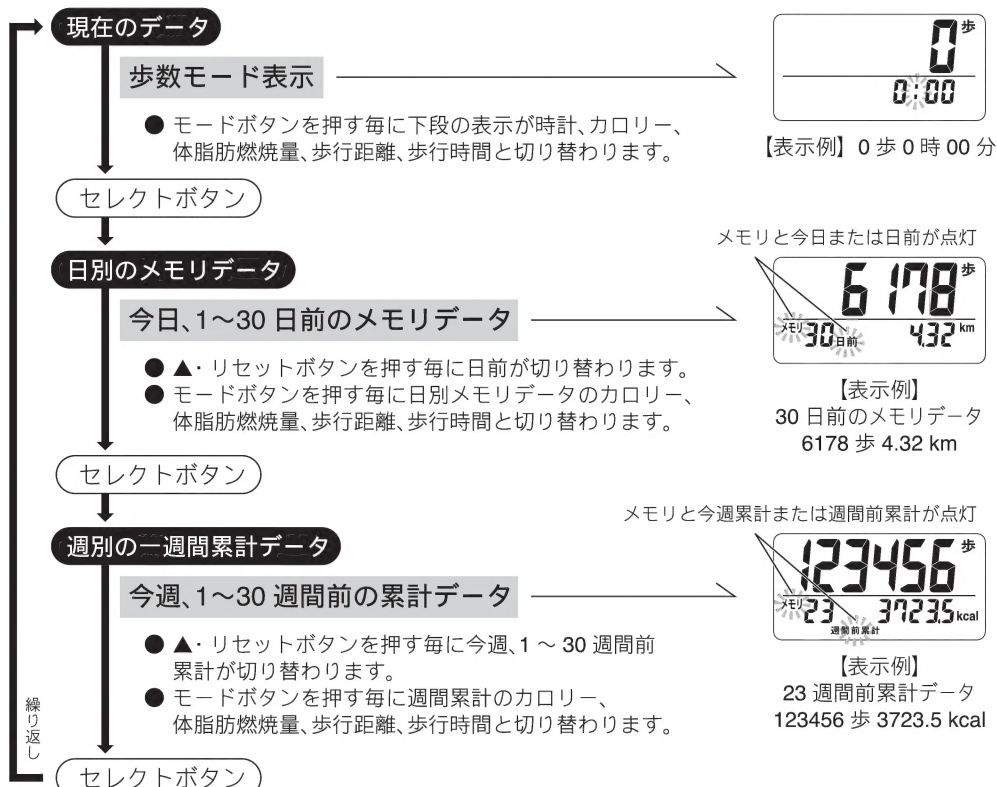 現在のデータ
歩数モード表示
● モードボタンを押す毎に下段の表示が時計、カロリー、
体脂肪燃焼量、歩行距離、歩行時間と切り替わります。
0歩
0:00
【表示例】0 歩 0 時 00 分
セレクトボタン
日別のメモリデータ
今日、1〜30 日前のメモリデータ
● ▲・リセットボタンを押す毎に日前が切り替わります。
● モードボタンを押す毎に日別メモリデータのカロリー、
体脂肪燃焼量、歩行距離、歩行時間と切り替わります。
メモリと今日または日前が点灯
6178歩
メモリ 30日前 4.32 km
【表示例】
30 日前のメモリデータ
6178 歩 4.32 km
セレクトボタン
週別の一週間累計データ
今週、1〜30 週間前の累計データ
● ▲・リセットボタンを押す毎に今週、1 〜 30 週間前
累計が切り替わります。
● モードボタンを押す毎に週間累計のカロリー、
体脂肪燃焼量、歩行距離、歩行時間と切り替わります。
メモリと今週累計または週間前累計が点灯
123456歩
メモリ 23 3723.5 kcal
週間前累計
【表示例】
23 週間前累計データ
123456 歩 3723.5 kcal
繰り返し
セレクトボタン